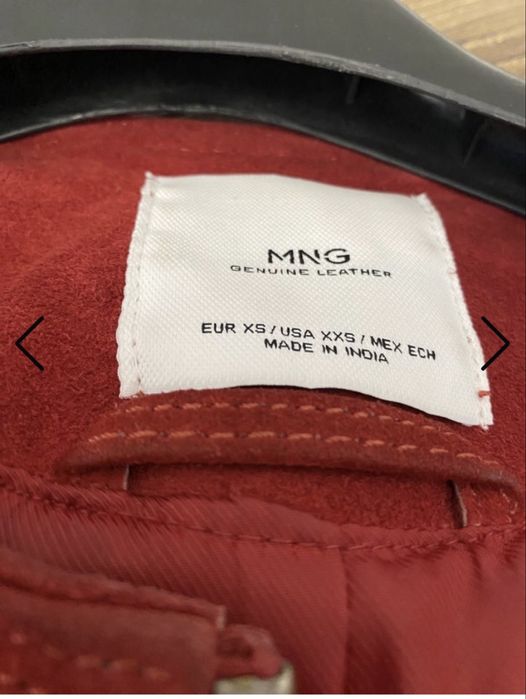 MNG
GENUINE LEATHER
EUR XS / USA XXS / MEX ECH
MADE IN INDIA